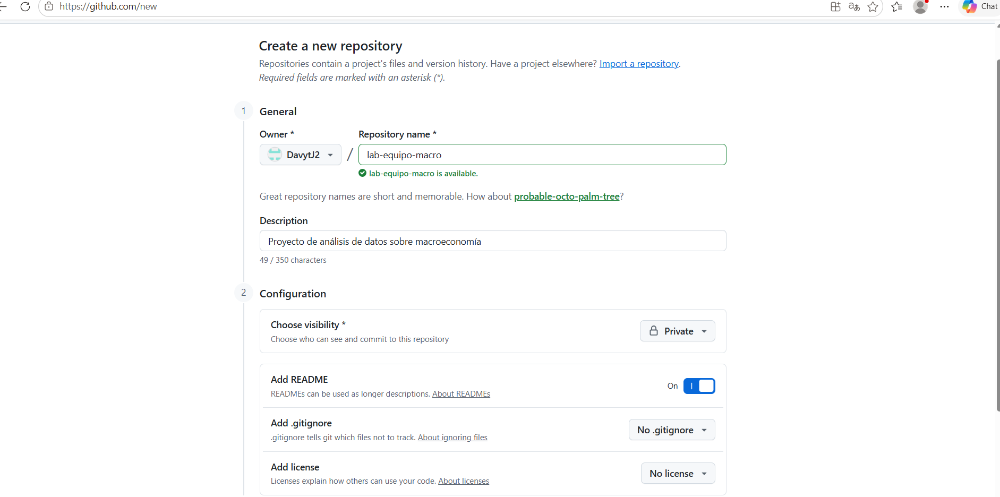 https://github.com/new
Chat
Create a new repository
Repositories contain a project's files and version history. Have a project elsewhere? Import a repository.
Required fields are marked with an asterisk (*).
1
General
Owner *
Repository name *
DavytJ2
/
lab-equipo-macro
lab-equipo-macro is available.
Great repository names are short and memorable. How about probable-octo-palm-tree?
Description
Proyecto de análisis de datos sobre macroeconomía
49 / 350 characters
2
Configuration
Choose visibility *
Choose who can see and commit to this repository
Private
Add README
READMEs can be used as longer descriptions. About READMEs
On
Add .gitignore
.gitignore tells git which files not to track. About ignoring files
No .gitignore
Add license
Licenses explain how others can use your code. About licenses
No license